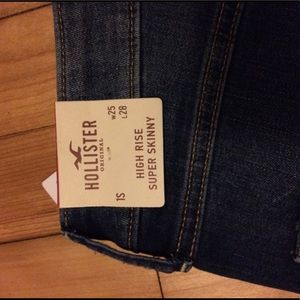 HOLLISTER
ORIGINAL
1S
W25
L28
HIGH RISE
SUPER SKINNY